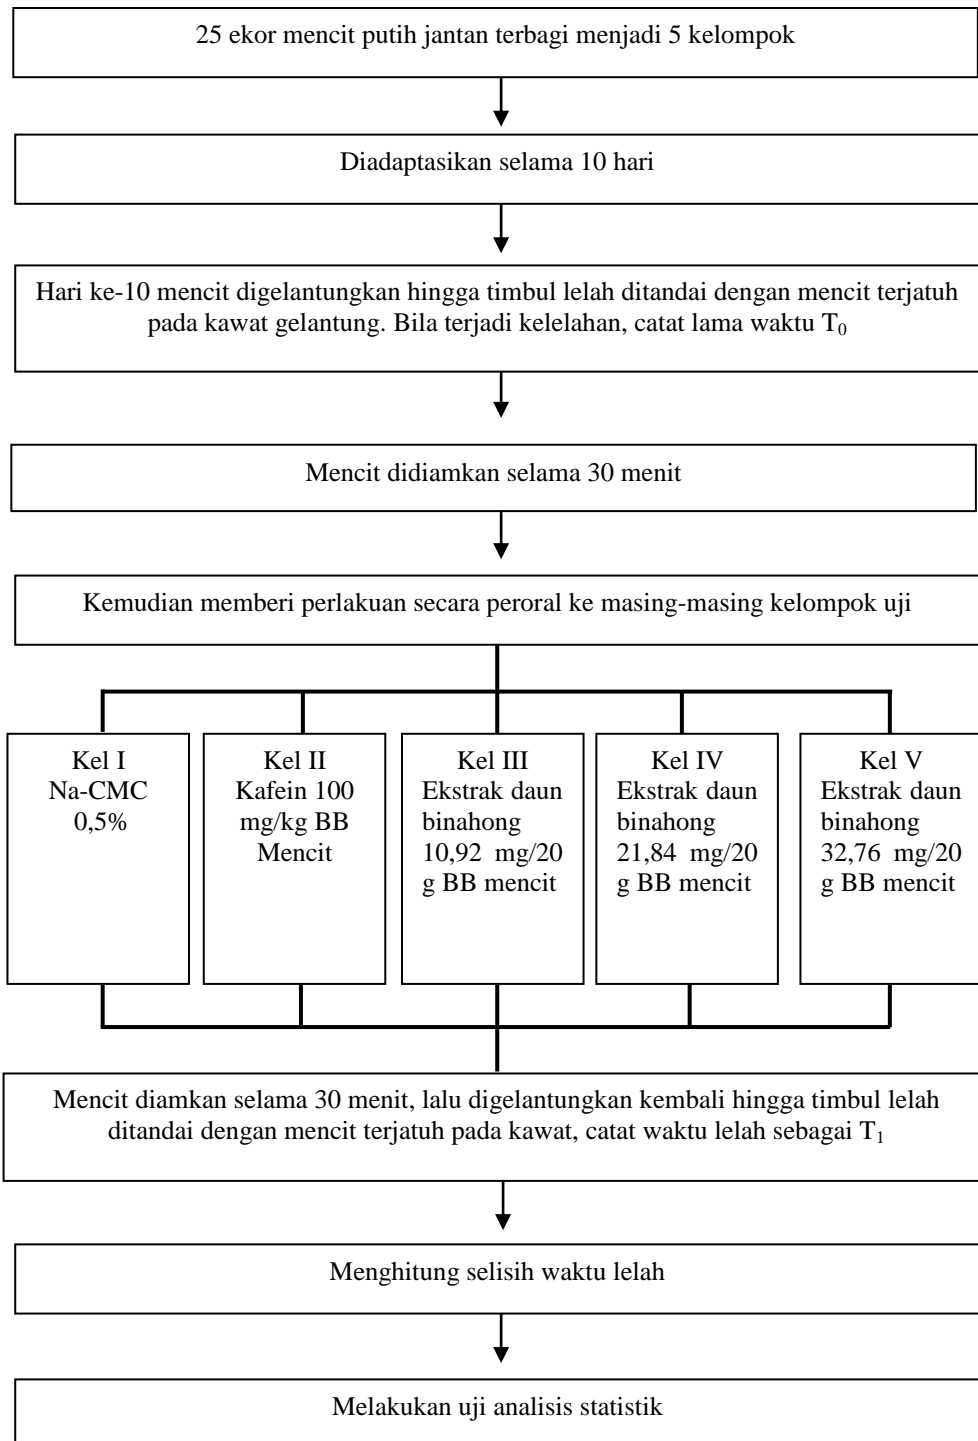 25 ekor mencit putih jantan terbagi menjadi 5 kelompok
Diadaptasikan selama 10 hari
Hari ke-10 mencit digelantungkan hingga timbul lelah ditandai dengan mencit terjatuh
pada kawat gelantung. Bila terjadi kelelahan, catat lama waktu T₀
Mencit didiamkan selama 30 menit
Kemudian memberi perlakuan secara peroral ke masing-masing kelompok uji
Kel I
Na-CMC
0,5%
Kel II
Kafein 100
mg/kg BB
Mencit
Kel III
Ekstrak daun
binahong
10,92 mg/20
g BB mencit
Kel IV
Ekstrak daun
binahong
21,84 mg/20
g BB mencit
Kel V
Ekstrak daun
binahong
32,76 mg/20
g BB mencit
Mencit diamkan selama 30 menit, lalu digelantungkan kembali hingga timbul lelah
ditandai dengan mencit terjatuh pada kawat, catat waktu lelah sebagai T₁
Menghitung selisih waktu lelah
Melakukan uji analisis statistik